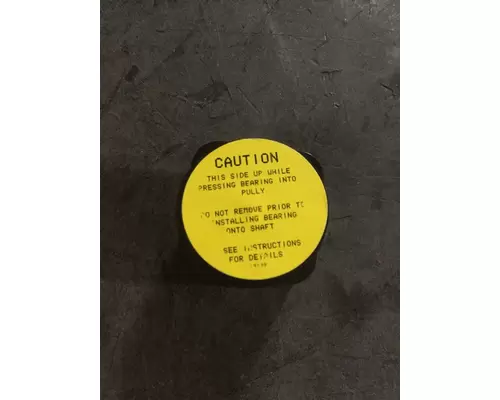 CAUTION
THIS SIDE UP WHILE
PRESSING BEARING INTO
PULLY
DO NOT REMOVE PRIOR TO
INSTALLING BEARING
ONTO SHAFT
SEE INSTRUCTIONS
FOR DETAILS